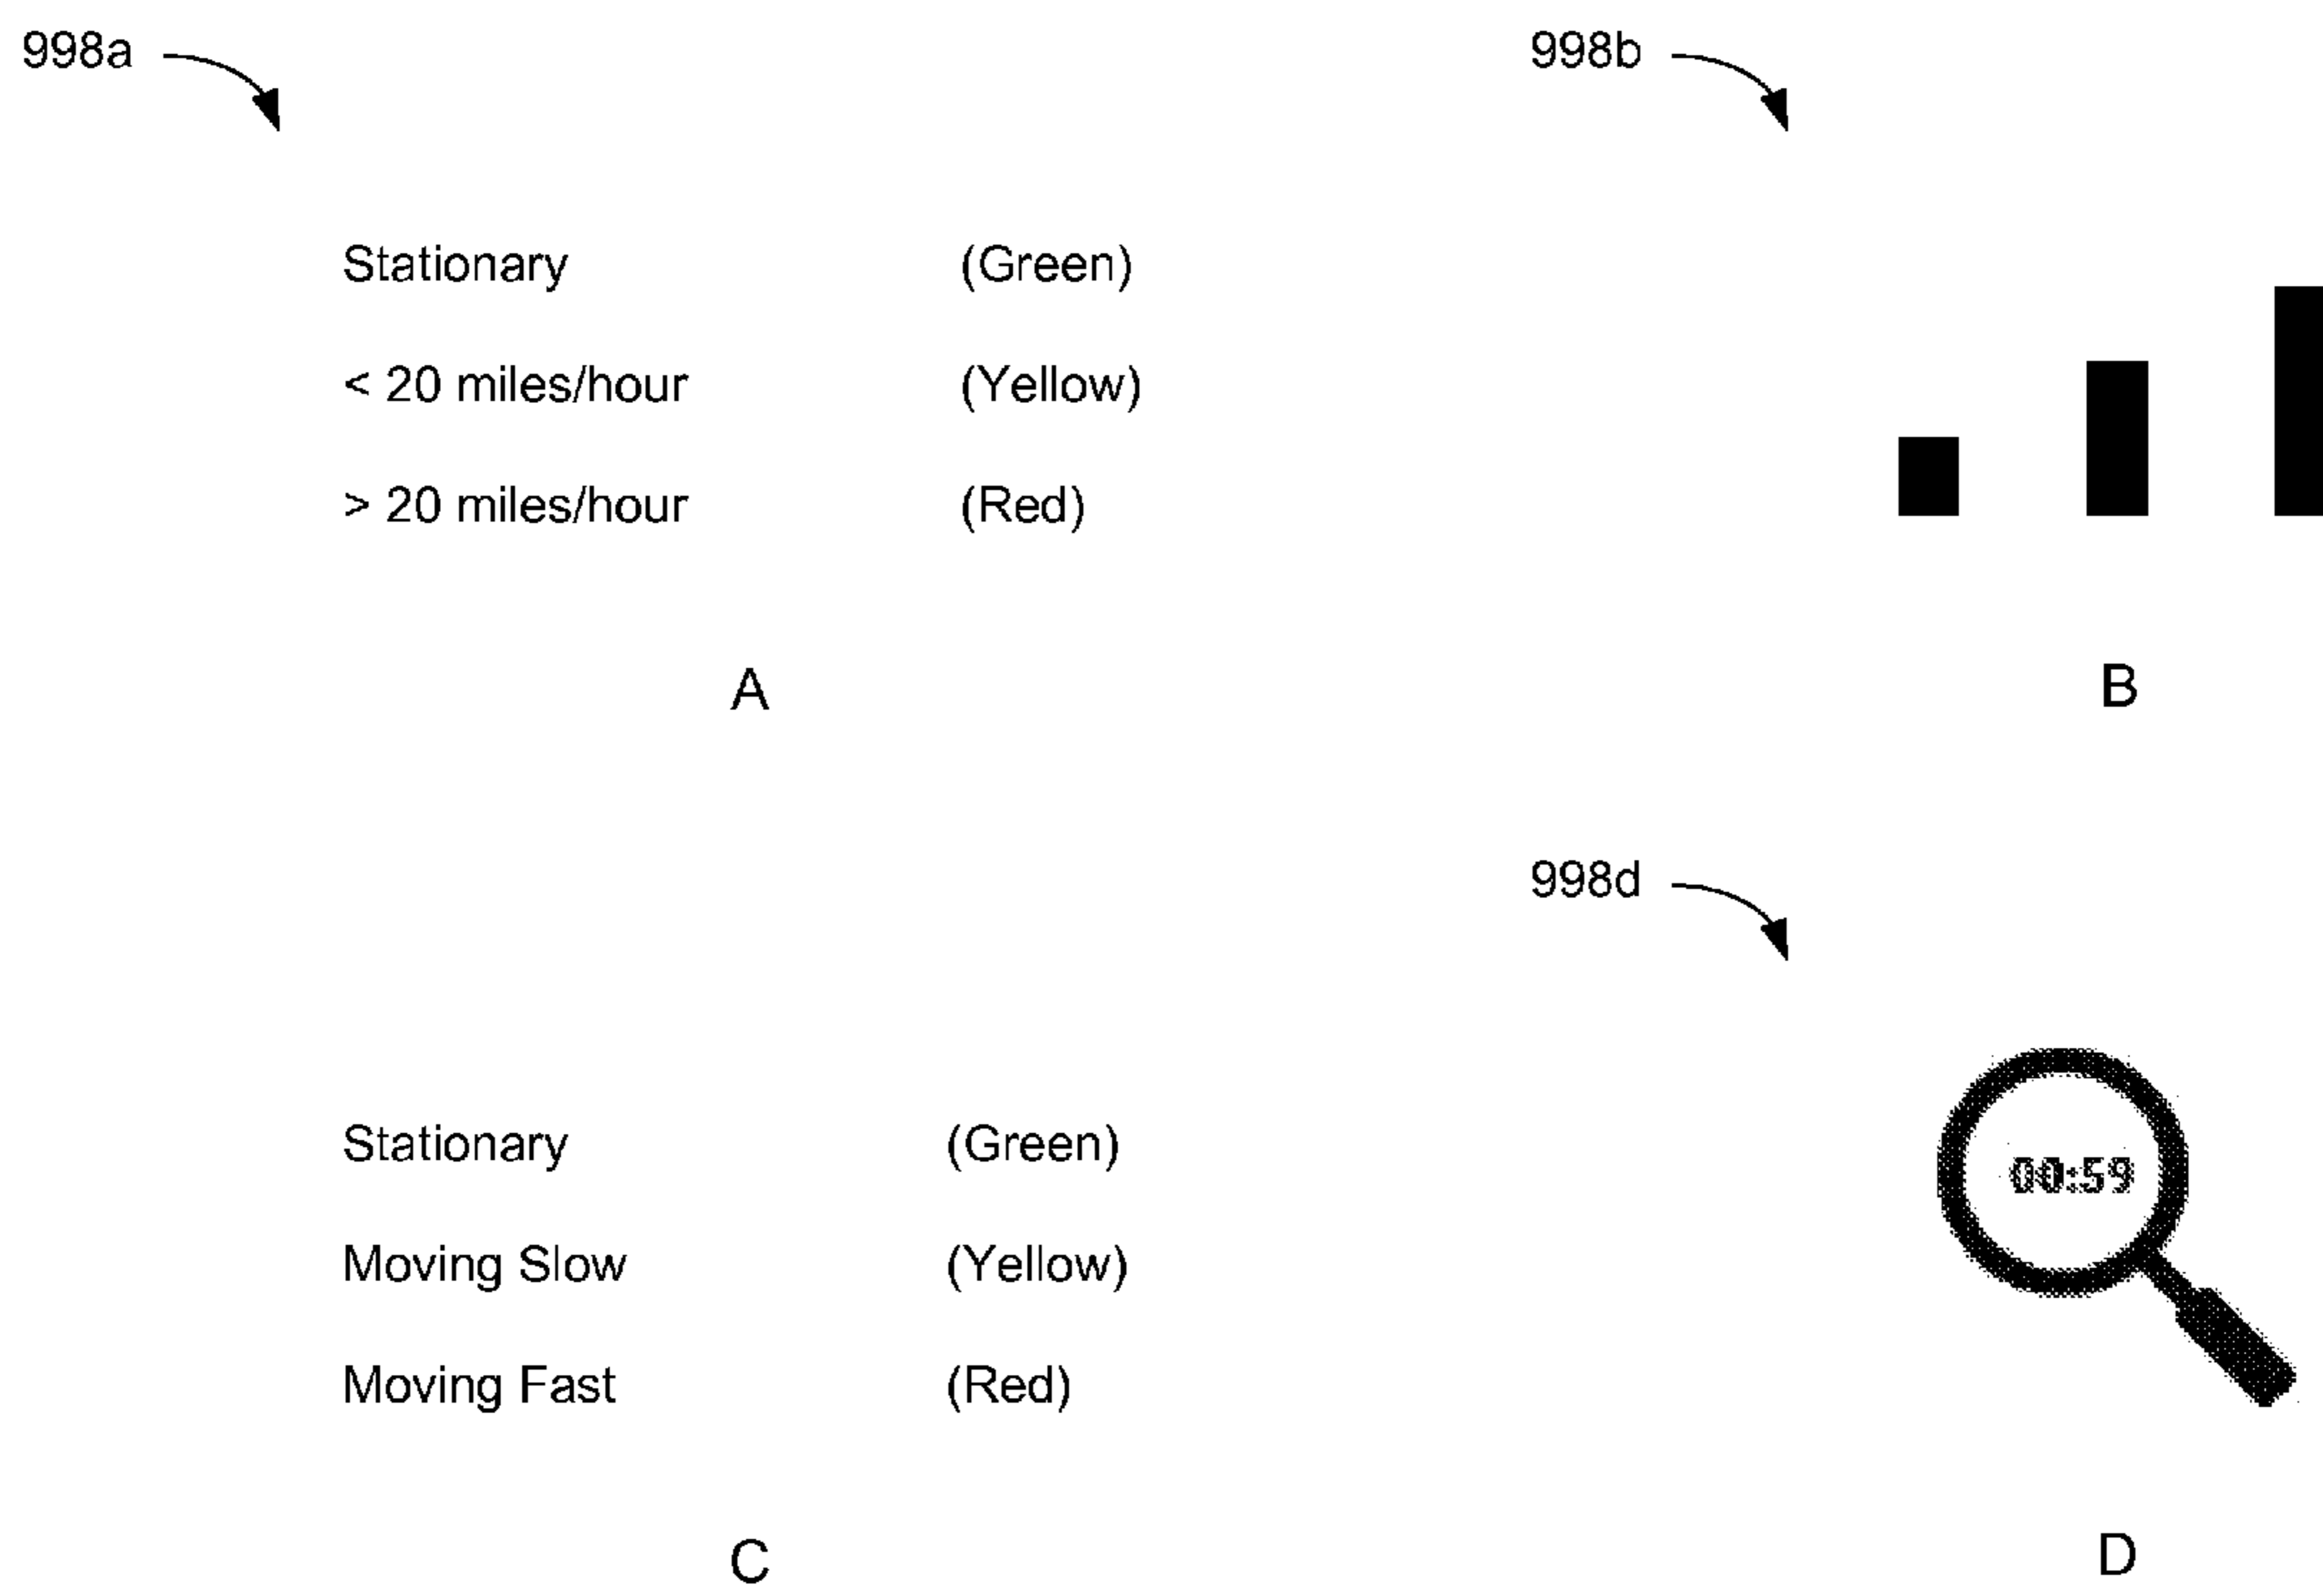 998a
Stationary (Green)
< 20 miles/hour (Yellow)
> 20 miles/hour (Red)
A
998b
B
Stationary (Green)
Moving Slow (Yellow)
Moving Fast (Red)
C
998d
00:59
D